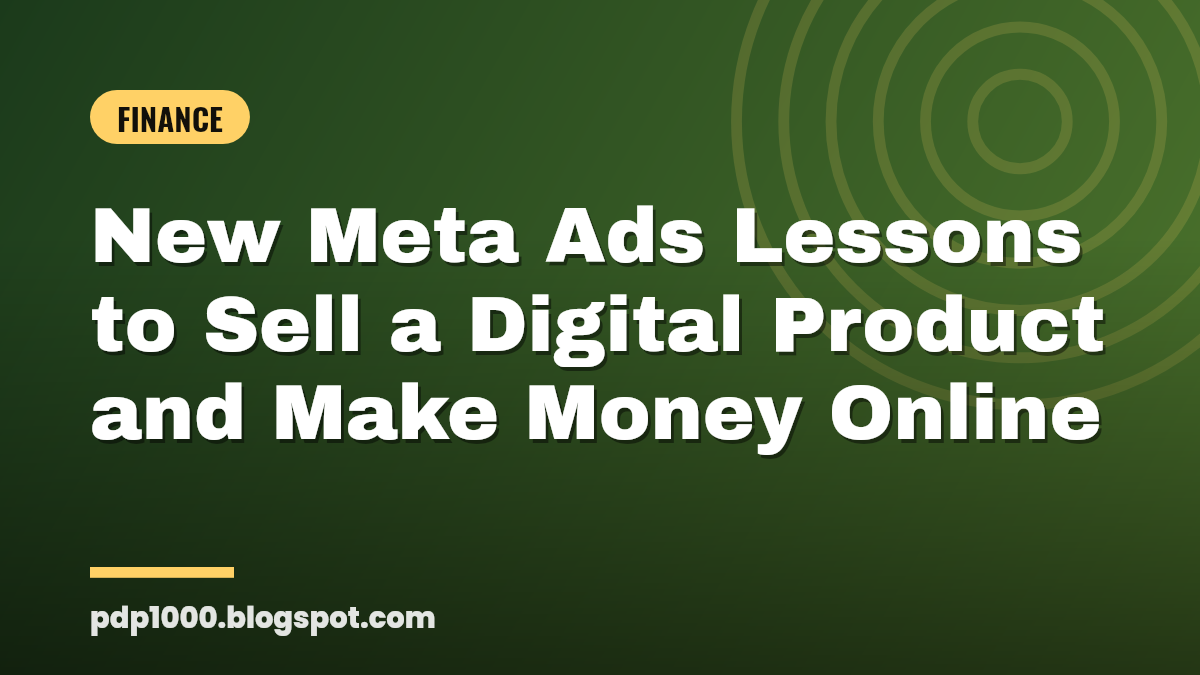 FINANCE
New Meta Ads Lessons
to Sell a Digital Product
and Make Money Online
pdp1000.blogspot.com